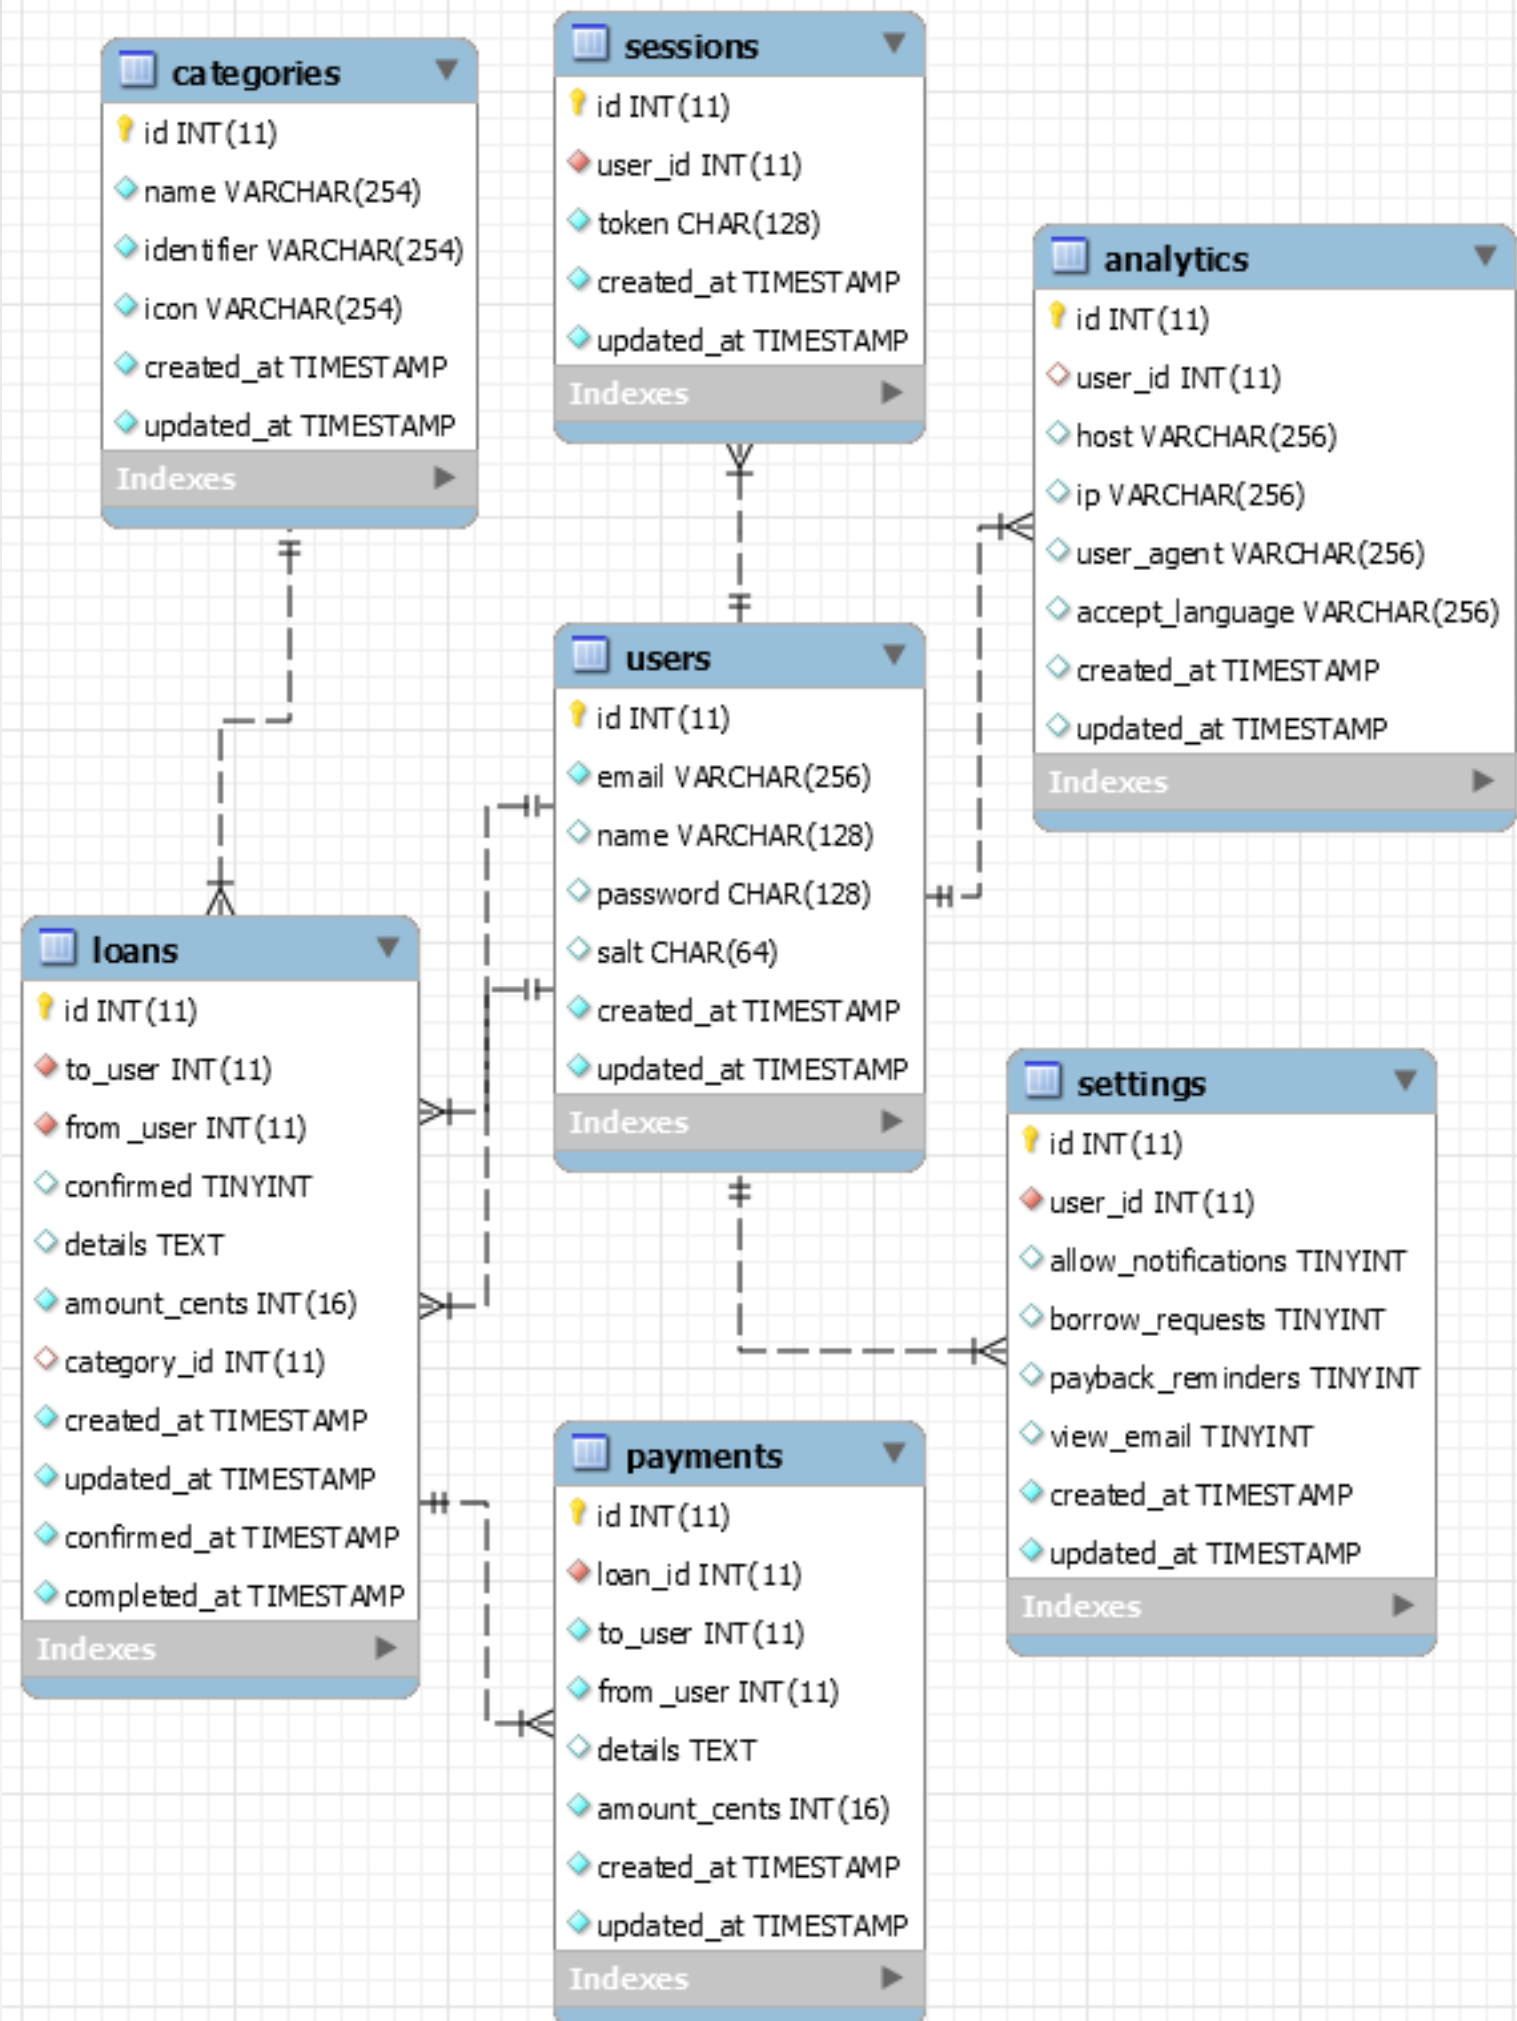 categories
id INT(11)
name VARCHAR(254)
identifier VARCHAR(254)
icon VARCHAR(254)
created_at TIMESTAMP
updated_at TIMESTAMP
Indexes
sessions
id INT(11)
user_id INT(11)
token CHAR(128)
created_at TIMESTAMP
updated_at TIMESTAMP
Indexes
analytics
id INT(11)
user_id INT(11)
host VARCHAR(256)
ip VARCHAR(256)
user_agent VARCHAR(256)
accept_language VARCHAR(256)
created_at TIMESTAMP
updated_at TIMESTAMP
Indexes
users
id INT(11)
email VARCHAR(256)
name VARCHAR(128)
password CHAR(128)
salt CHAR(64)
created_at TIMESTAMP
updated_at TIMESTAMP
Indexes
loans
id INT(11)
to_user INT(11)
from_user INT(11)
confirmed TINYINT
details TEXT
amount_cents INT(16)
category_id INT(11)
created_at TIMESTAMP
updated_at TIMESTAMP
confirmed_at TIMESTAMP
completed_at TIMESTAMP
Indexes
settings
id INT(11)
user_id INT(11)
allow_notifications TINYINT
borrow_requests TINYINT
payback_reminders TINYINT
view_email TINYINT
created_at TIMESTAMP
updated_at TIMESTAMP
Indexes
payments
id INT(11)
loan_id INT(11)
to_user INT(11)
from_user INT(11)
details TEXT
amount_cents INT(16)
created_at TIMESTAMP
updated_at TIMESTAMP
Indexes